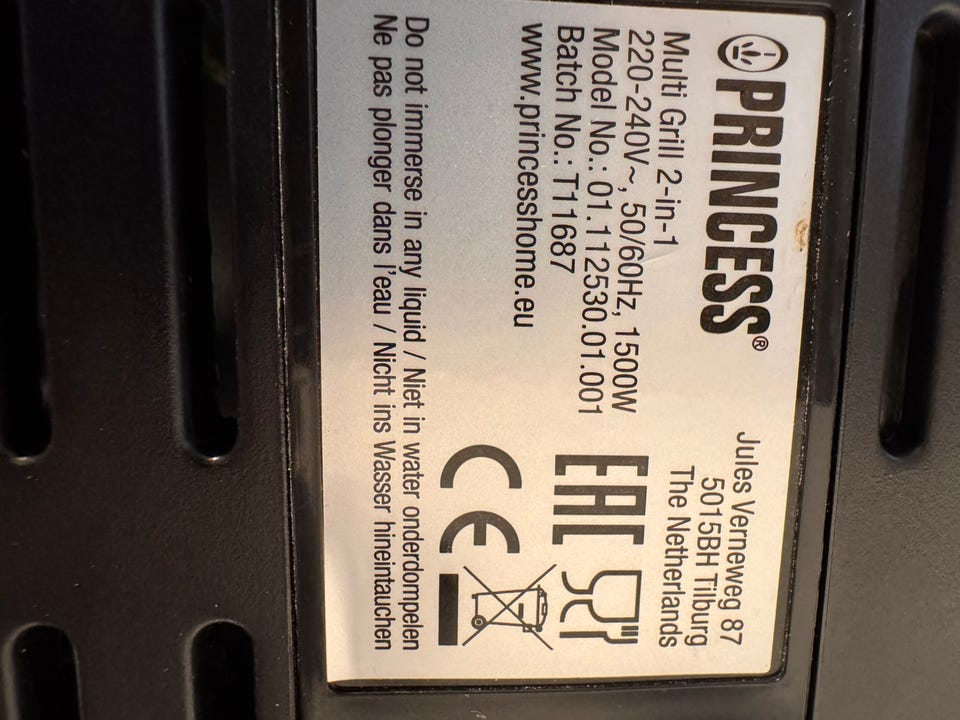 PRINCESS®
Multi Grill 2-in-1
220-240V~, 50/60Hz, 1500W
Model No.: 01.112530.01.001
Batch No.: T11687
www.princesshome.eu
Jules Verneweg 87
5015BH Tilburg
The Netherlands
EAC
CE
Do not immerse in any liquid / Niet in water onderdompelen
Ne pas plonger dans l'eau / Nicht ins Wasser hineintauchen